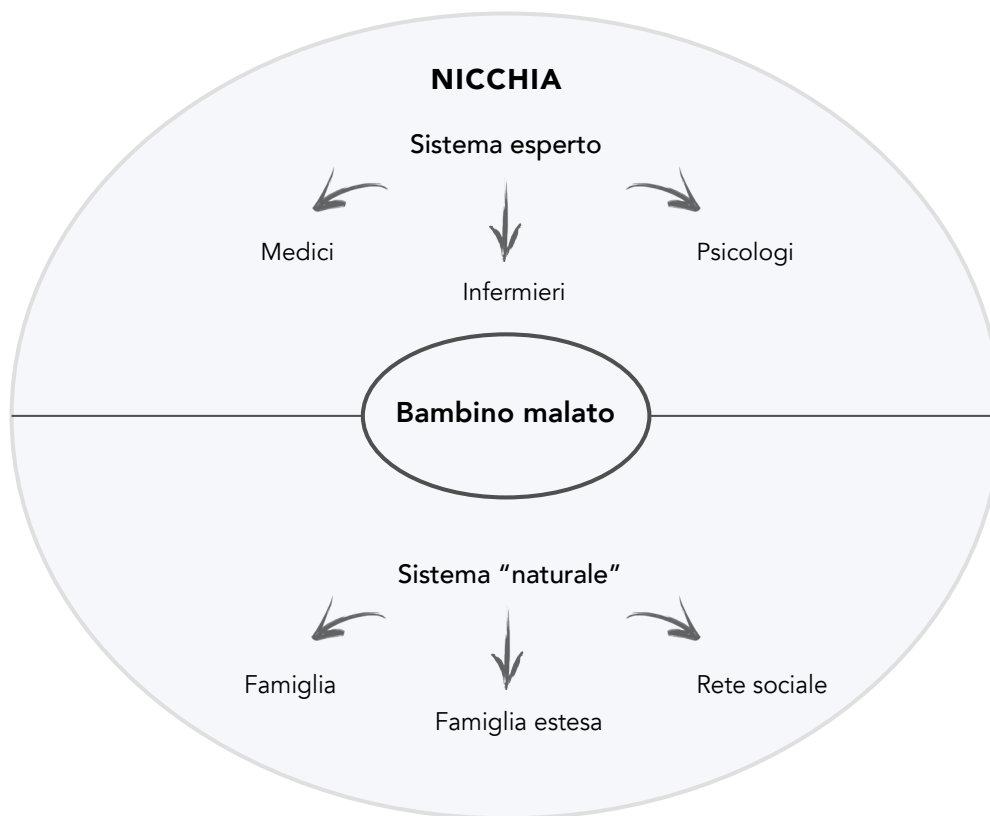 NICCHIA
Sistema esperto
Medici
Psicologi
Infermieri
Bambino malato
Sistema “naturale”
Famiglia
Rete sociale
Famiglia estesa